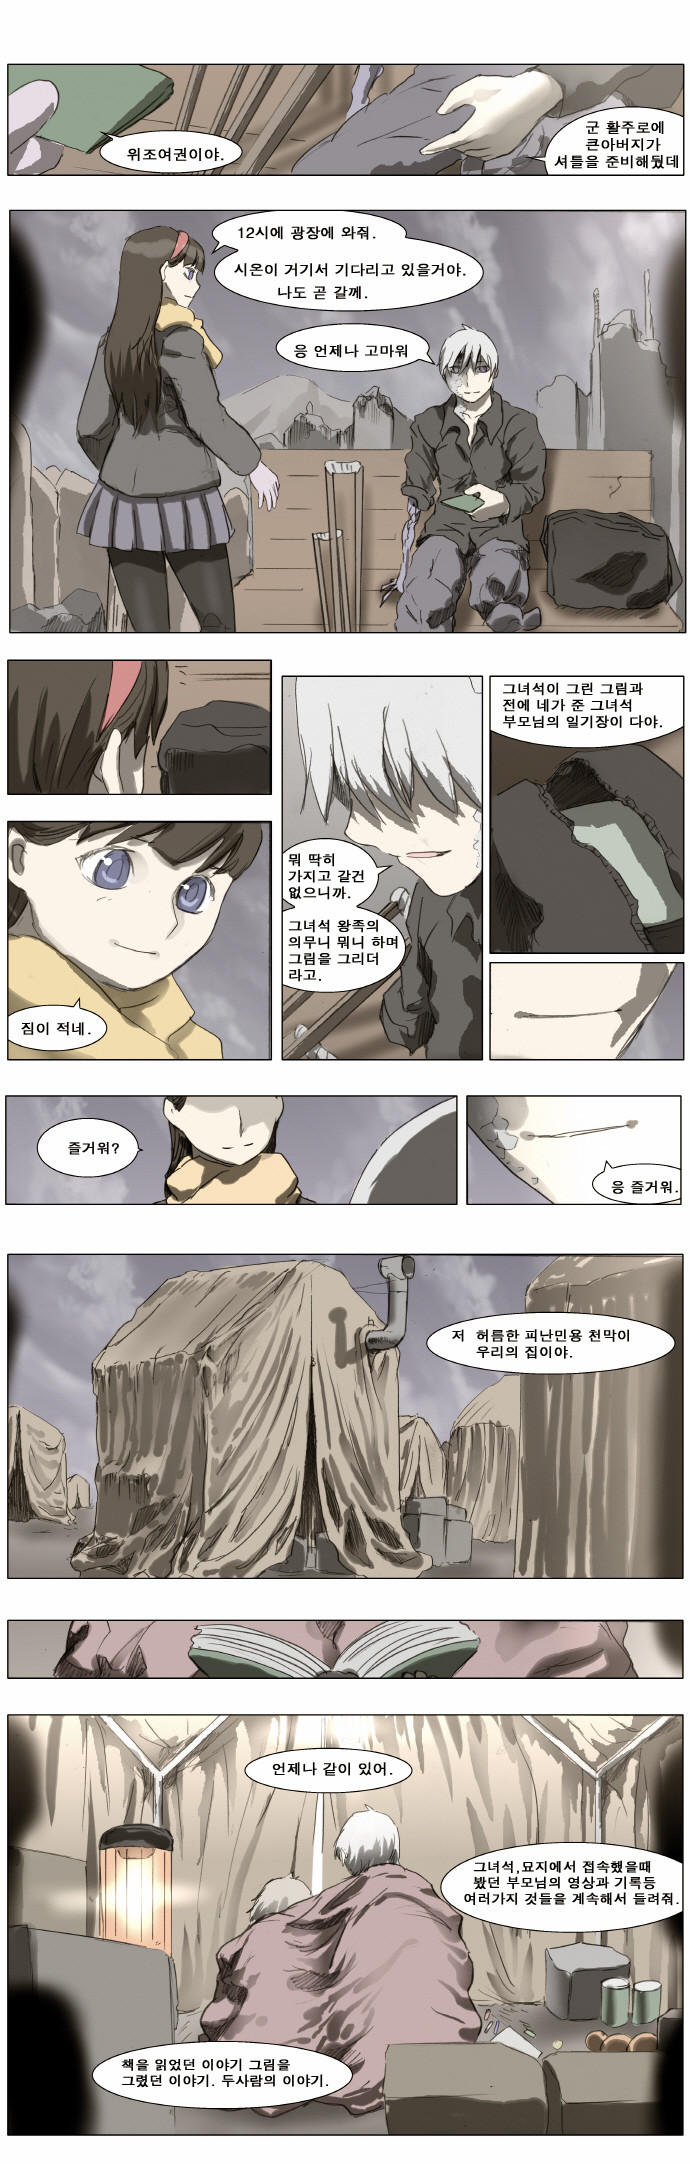 위조여권이야.
군 활주로에
큰아버지가
셔틀을 준비해뒀데
12시에 광장에 와줘.
시온이 거기서 기다리고 있을거야.
나도 곧 갈께.
응 언제나 고마워
짐이 적네.
뭐 딱히
가지고 갈건
없으니까.
그녀석 왕족의
의무니 뭐니 하며
그림을 그리더
라고.
그녀석이 그린 그림과
전에 네가 준 그녀석
부모님의 일기장이 다야.
즐거워?
응 즐거워.
저 허름한 피난민용 천막이
우리의 집이야.
언제나 같이 있어.
그녀석,묘지에서 접속했을때
봤던 부모님의 영상과 기록등
여러가지 것들을 계속해서 들려줘.
책을 읽었던 이야기 그림을
그렸던 이야기. 두사람의 이야기.